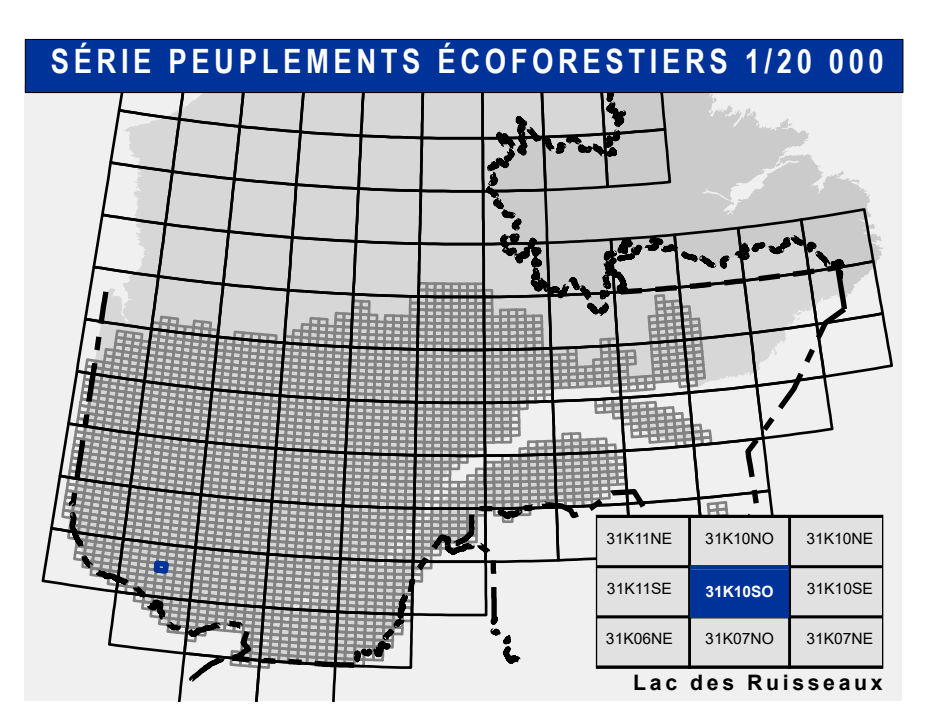 SÉRIE PEUPLEMENTS ÉCOFORESTIERS 1/20 000
31K11NE 31K10NO 31K10NE
31K11SE 31K10SO 31K10SE
31K06NE 31K07NO 31K07NE
Lac des Ruisseaux